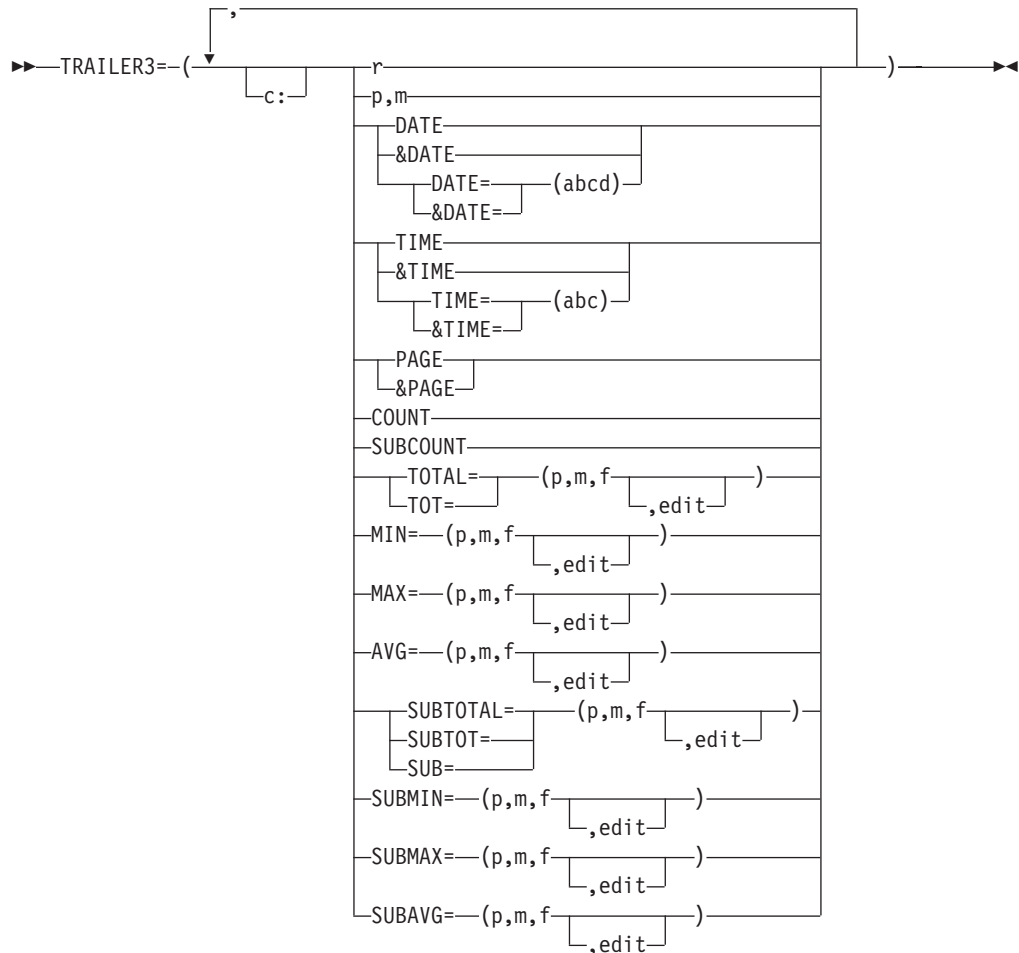 ,
TRAILER3= ( r )
c:
p,m
DATE
&DATE
DATE= (abcd)
&DATE=
TIME
&TIME
TIME= (abc)
&TIME=
PAGE
&PAGE
COUNT
SUBCOUNT
TOTAL= (p,m,f )
TOT= ,edit
MIN= (p,m,f )
,edit
MAX= (p,m,f )
,edit
AVG= (p,m,f )
,edit
SUBTOTAL= (p,m,f )
SUBTOT= ,edit
SUB=
SUBMIN= (p,m,f )
,edit
SUBMAX= (p,m,f )
,edit
SUBAVG= (p,m,f )
,edit